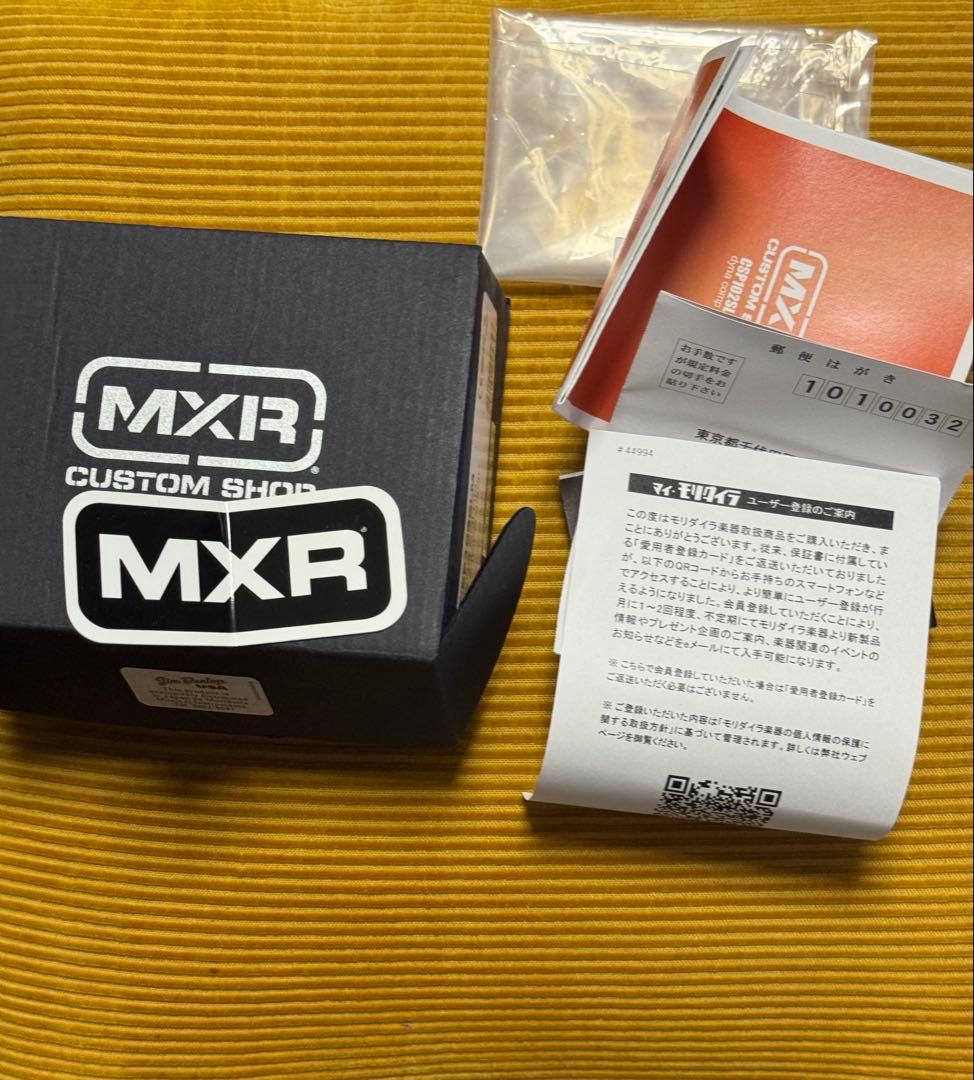 MXR
CUSTOM SHOP
MXR
Jim Dunlop
USA
MXR
CUSTOM
CSP102SL
dyna comp
お手数です
が規定料金
の切手をお
貼り下さい
郵便はがき
1010032
東京都千代田
#44994
マイ・モリダイラ ユーザー登録のご案内
この度はモリダイラ楽器取扱商品をご購入いただき、ま
ことにありがとうございます。従来、保証書に付属してい
る「愛用者登録カード」をご返送いただいておりました
が、以下のQRコードからお手持ちのスマートフォンなど
でアクセスすることにより、より簡単にユーザー登録が行
えるようになりました。会員登録していただくことにより、
月に1〜2回程度、不定期にてモリダイラ楽器より新製品
情報やプレゼント企画のご案内、楽器関連のイベントの
お知らせなどをeメールにて入手可能になります。
※こちらで会員登録していただいた場合は「愛用者登録カード」を
ご返送いただく必要はございません。
※ご登録いただいた内容は「モリダイラ楽器の個人情報の保護に
関する取扱方針」に基づいて管理されます。詳しくは弊社ウェブ
ページを御覧ください。